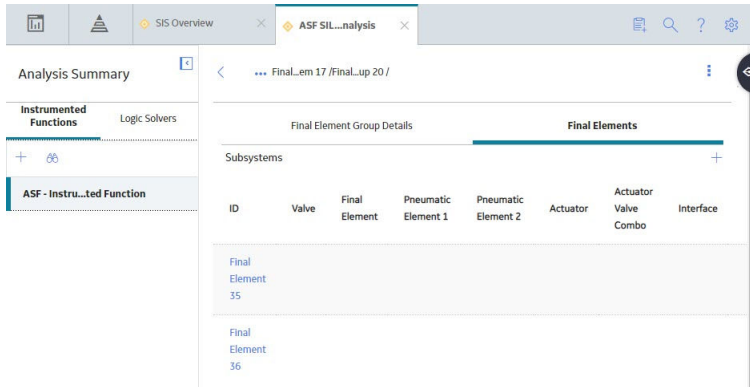 SIS Overview
ASF SIL...nalysis
Analysis Summary
... Final...em 17 /Final...up 20 /
Instrumented
Functions
Logic Solvers
Final Element Group Details
Final Elements
Subsystems
ASF - Instru...ted Function
ID
Valve
Final
Element
Pneumatic
Element 1
Pneumatic
Element 2
Actuator
Actuator
Valve
Combo
Interface
Final
Element
35
Final
Element
36